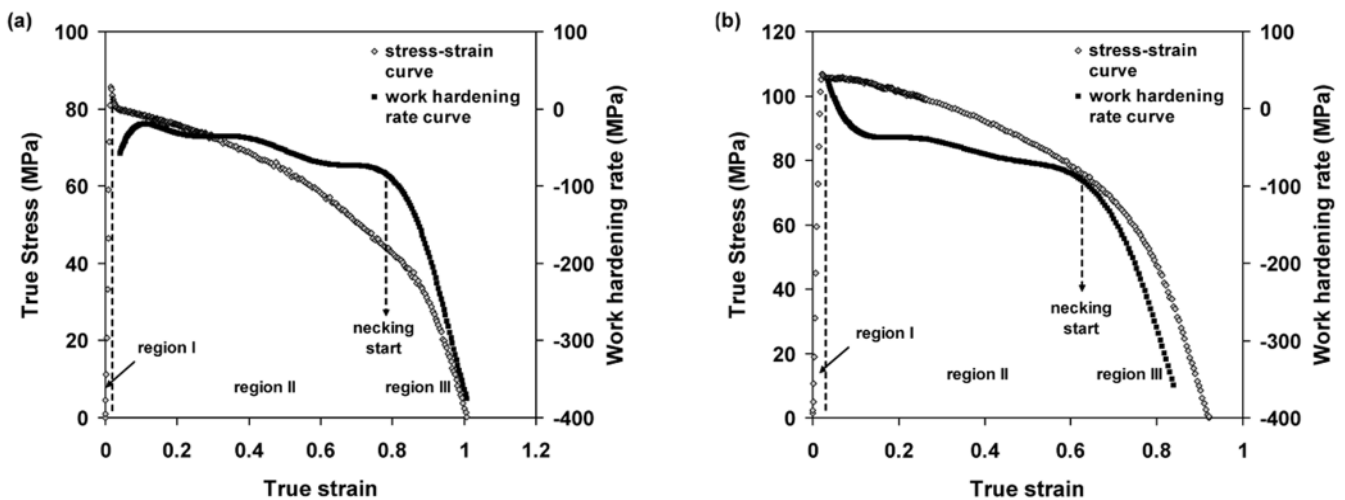 (a)
100
80
60
40
20
0
True Stress (MPa)
0
0.2
0.4
0.6
0.8
1
1.2
True strain
100
0
-100
-200
-300
-400
Work hardening rate (MPa)
stress-strain
curve
work hardening
rate curve
region I
region II
necking
start
region III
(b)
120
100
80
60
40
20
0
True Stress (MPa)
0
0.2
0.4
0.6
0.8
1
True strain
100
0
-100
-200
-300
-400
Work hardening rate (MPa)
stress-strain
curve
work hardening
rate curve
region I
region II
necking
start
region III